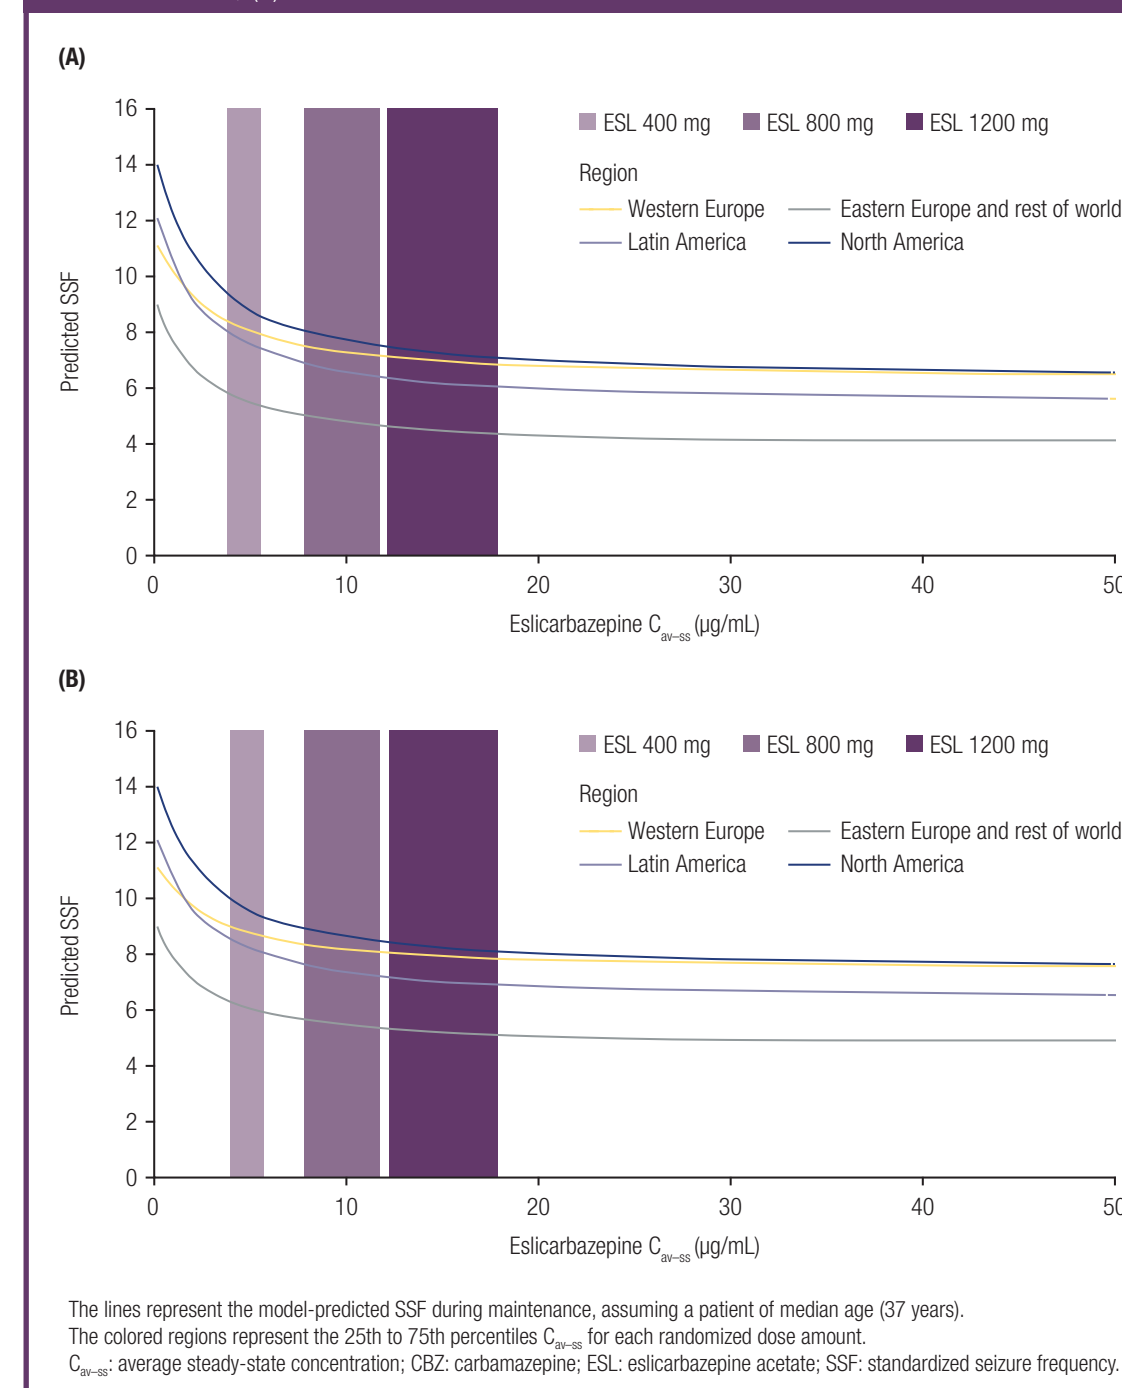 (A)
16
14
12
10
8
6
4
2
0
Predicted SSF
ESL 400 mg ESL 800 mg ESL 1200 mg
Region
Western Europe Eastern Europe and rest of world
Latin America North America
0 10 20 30 40 50
Eslicarbazepine Cav–ss (µg/mL)
(B)
16
14
12
10
8
6
4
2
0
Predicted SSF
ESL 400 mg ESL 800 mg ESL 1200 mg
Region
Western Europe Eastern Europe and rest of world
Latin America North America
0 10 20 30 40 50
Eslicarbazepine Cav–ss (µg/mL)
The lines represent the model-predicted SSF during maintenance, assuming a patient of median age (37 years).
The colored regions represent the 25th to 75th percentiles Cav–ss for each randomized dose amount.
Cav–ss: average steady-state concentration; CBZ: carbamazepine; ESL: eslicarbazepine acetate; SSF: standardized seizure frequency.